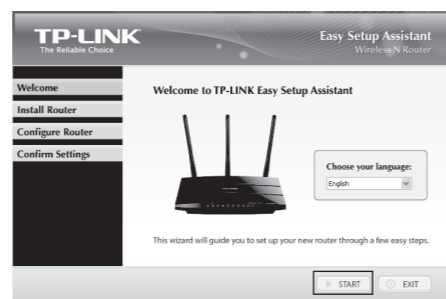 TP-LINK
The Reliable Choice
Easy Setup Assistant
Wireless N Router
Welcome
Install Router
Configure Router
Confirm Settings
Welcome to TP-LINK Easy Setup Assistant
TP-LINK
Choose your language:
English
This wizard will guide you to set up your new router through a few easy steps.
START
EXIT